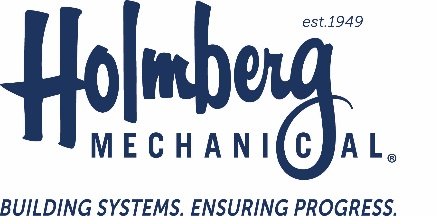 est.1949
Holmberg
MECHANICAL®
BUILDING SYSTEMS. ENSURING PROGRESS.